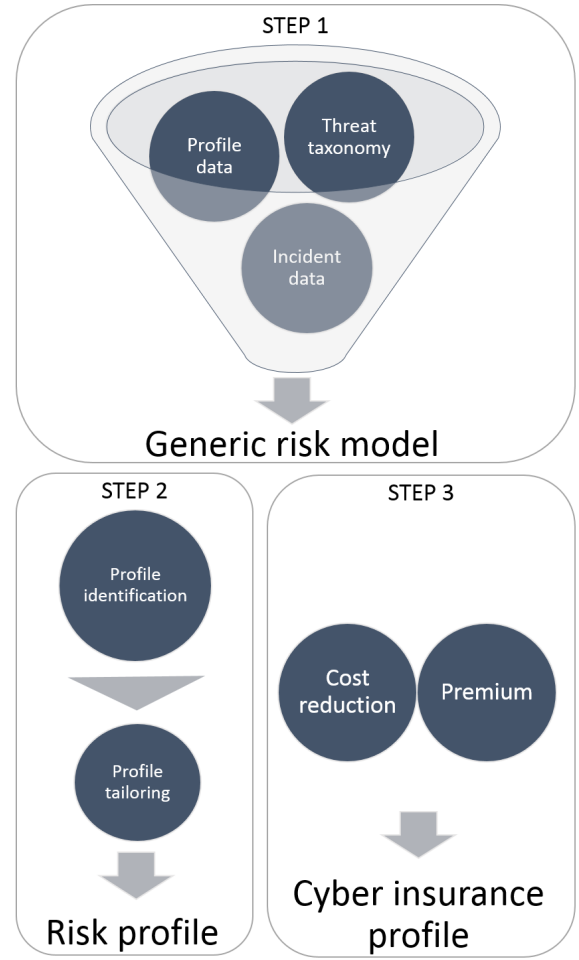 STEP 1
Profile
data
Threat
taxonomy
Incident
data
Generic risk model
STEP 2
Profile
identification
Profile
tailoring
Risk profile
STEP 3
Cost
reduction
Premium
Cyber insurance
profile